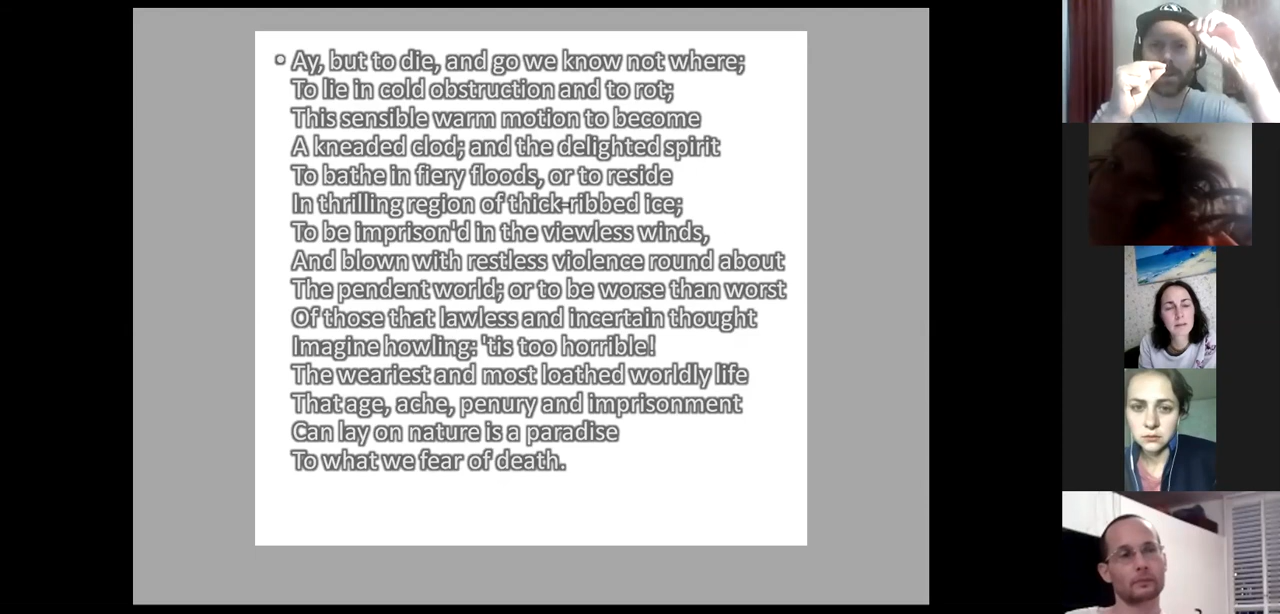 • Ay, but to die, and go we know not where;
To lie in cold obstruction and to rot;
This sensible warm motion to become
A kneaded clod; and the delighted spirit
To bathe in fiery floods, or to reside
In thrilling region of thick-ribbed ice;
To be imprison'd in the viewless winds,
And blown with restless violence round about
The pendent world; or to be worse than worst
Of those that lawless and incertain thought
Imagine howling: 'tis too horrible!
The weariest and most loathed worldly life
That age, ache, penury and imprisonment
Can lay on nature is a paradise
To what we fear of death.